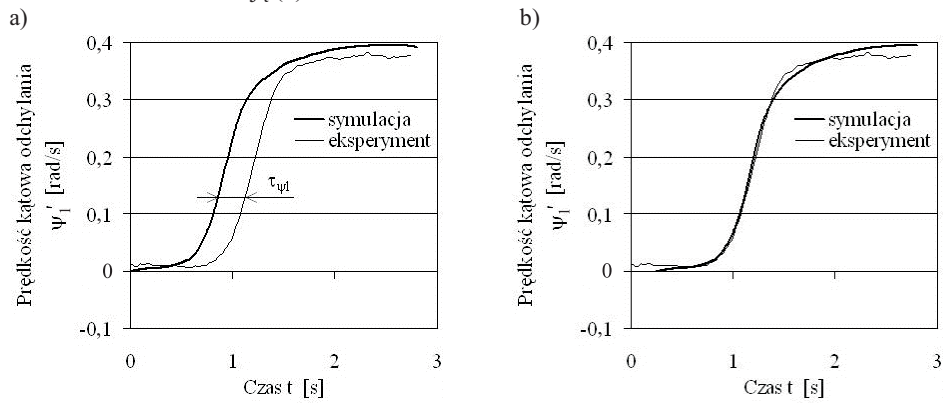 a)
Prędkość kątowa odchylania
ψ₁′ [rad/s]
0,4
0,3
0,2
0,1
0
-0,1
symulacja
eksperyment
τψ1
0 1 2 3
Czas t [s]
b)
Prędkość kątowa odchylania
ψ₁′ [rad/s]
0,4
0,3
0,2
0,1
0
-0,1
symulacja
eksperyment
0 1 2 3
Czas t [s]